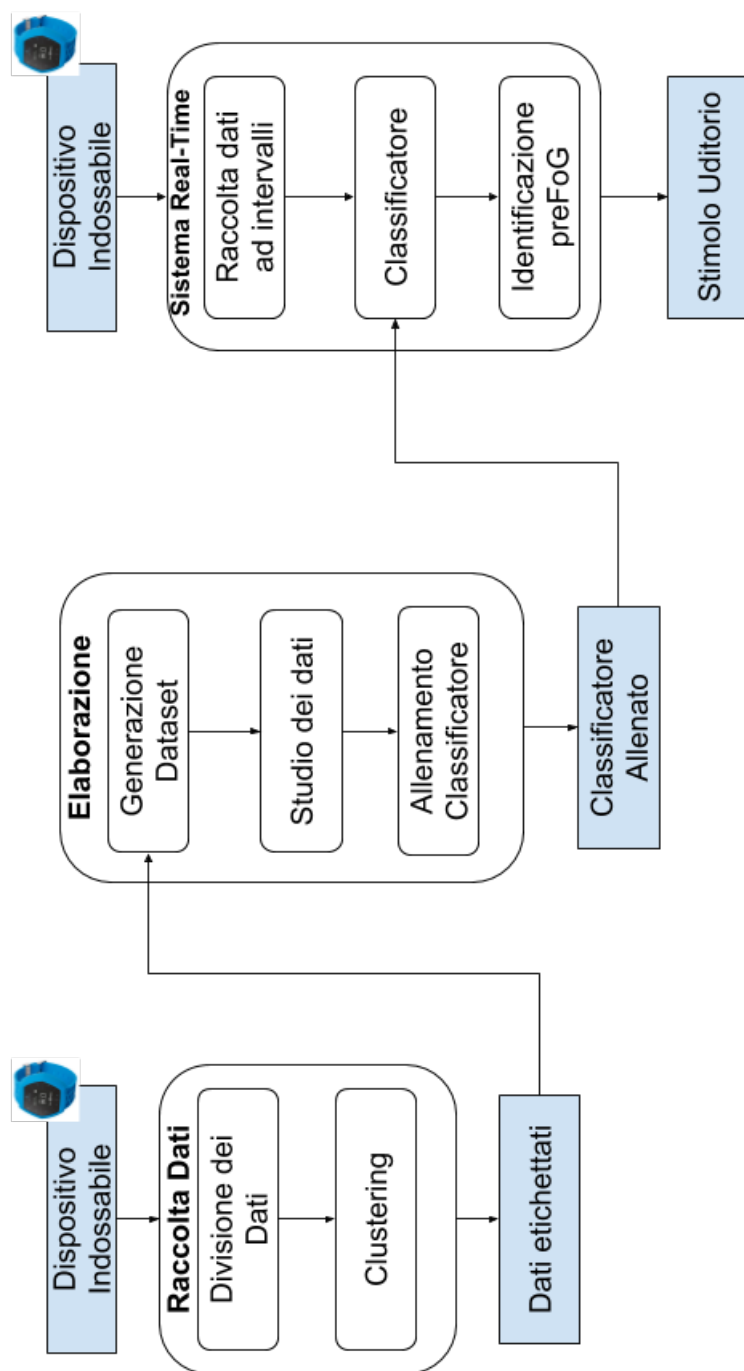 Dispositivo
Indossabile
Raccolta Dati
Divisione dei
Dati
Clustering
Dati etichettati
Elaborazione
Generazione
Dataset
Studio dei dati
Allenamento
Classificatore
Classificatore
Allenato
Dispositivo
Indossabile
Sistema Real-Time
Raccolta dati
ad intervalli
Classificatore
Identificazione
preFoG
Stimolo Uditorio